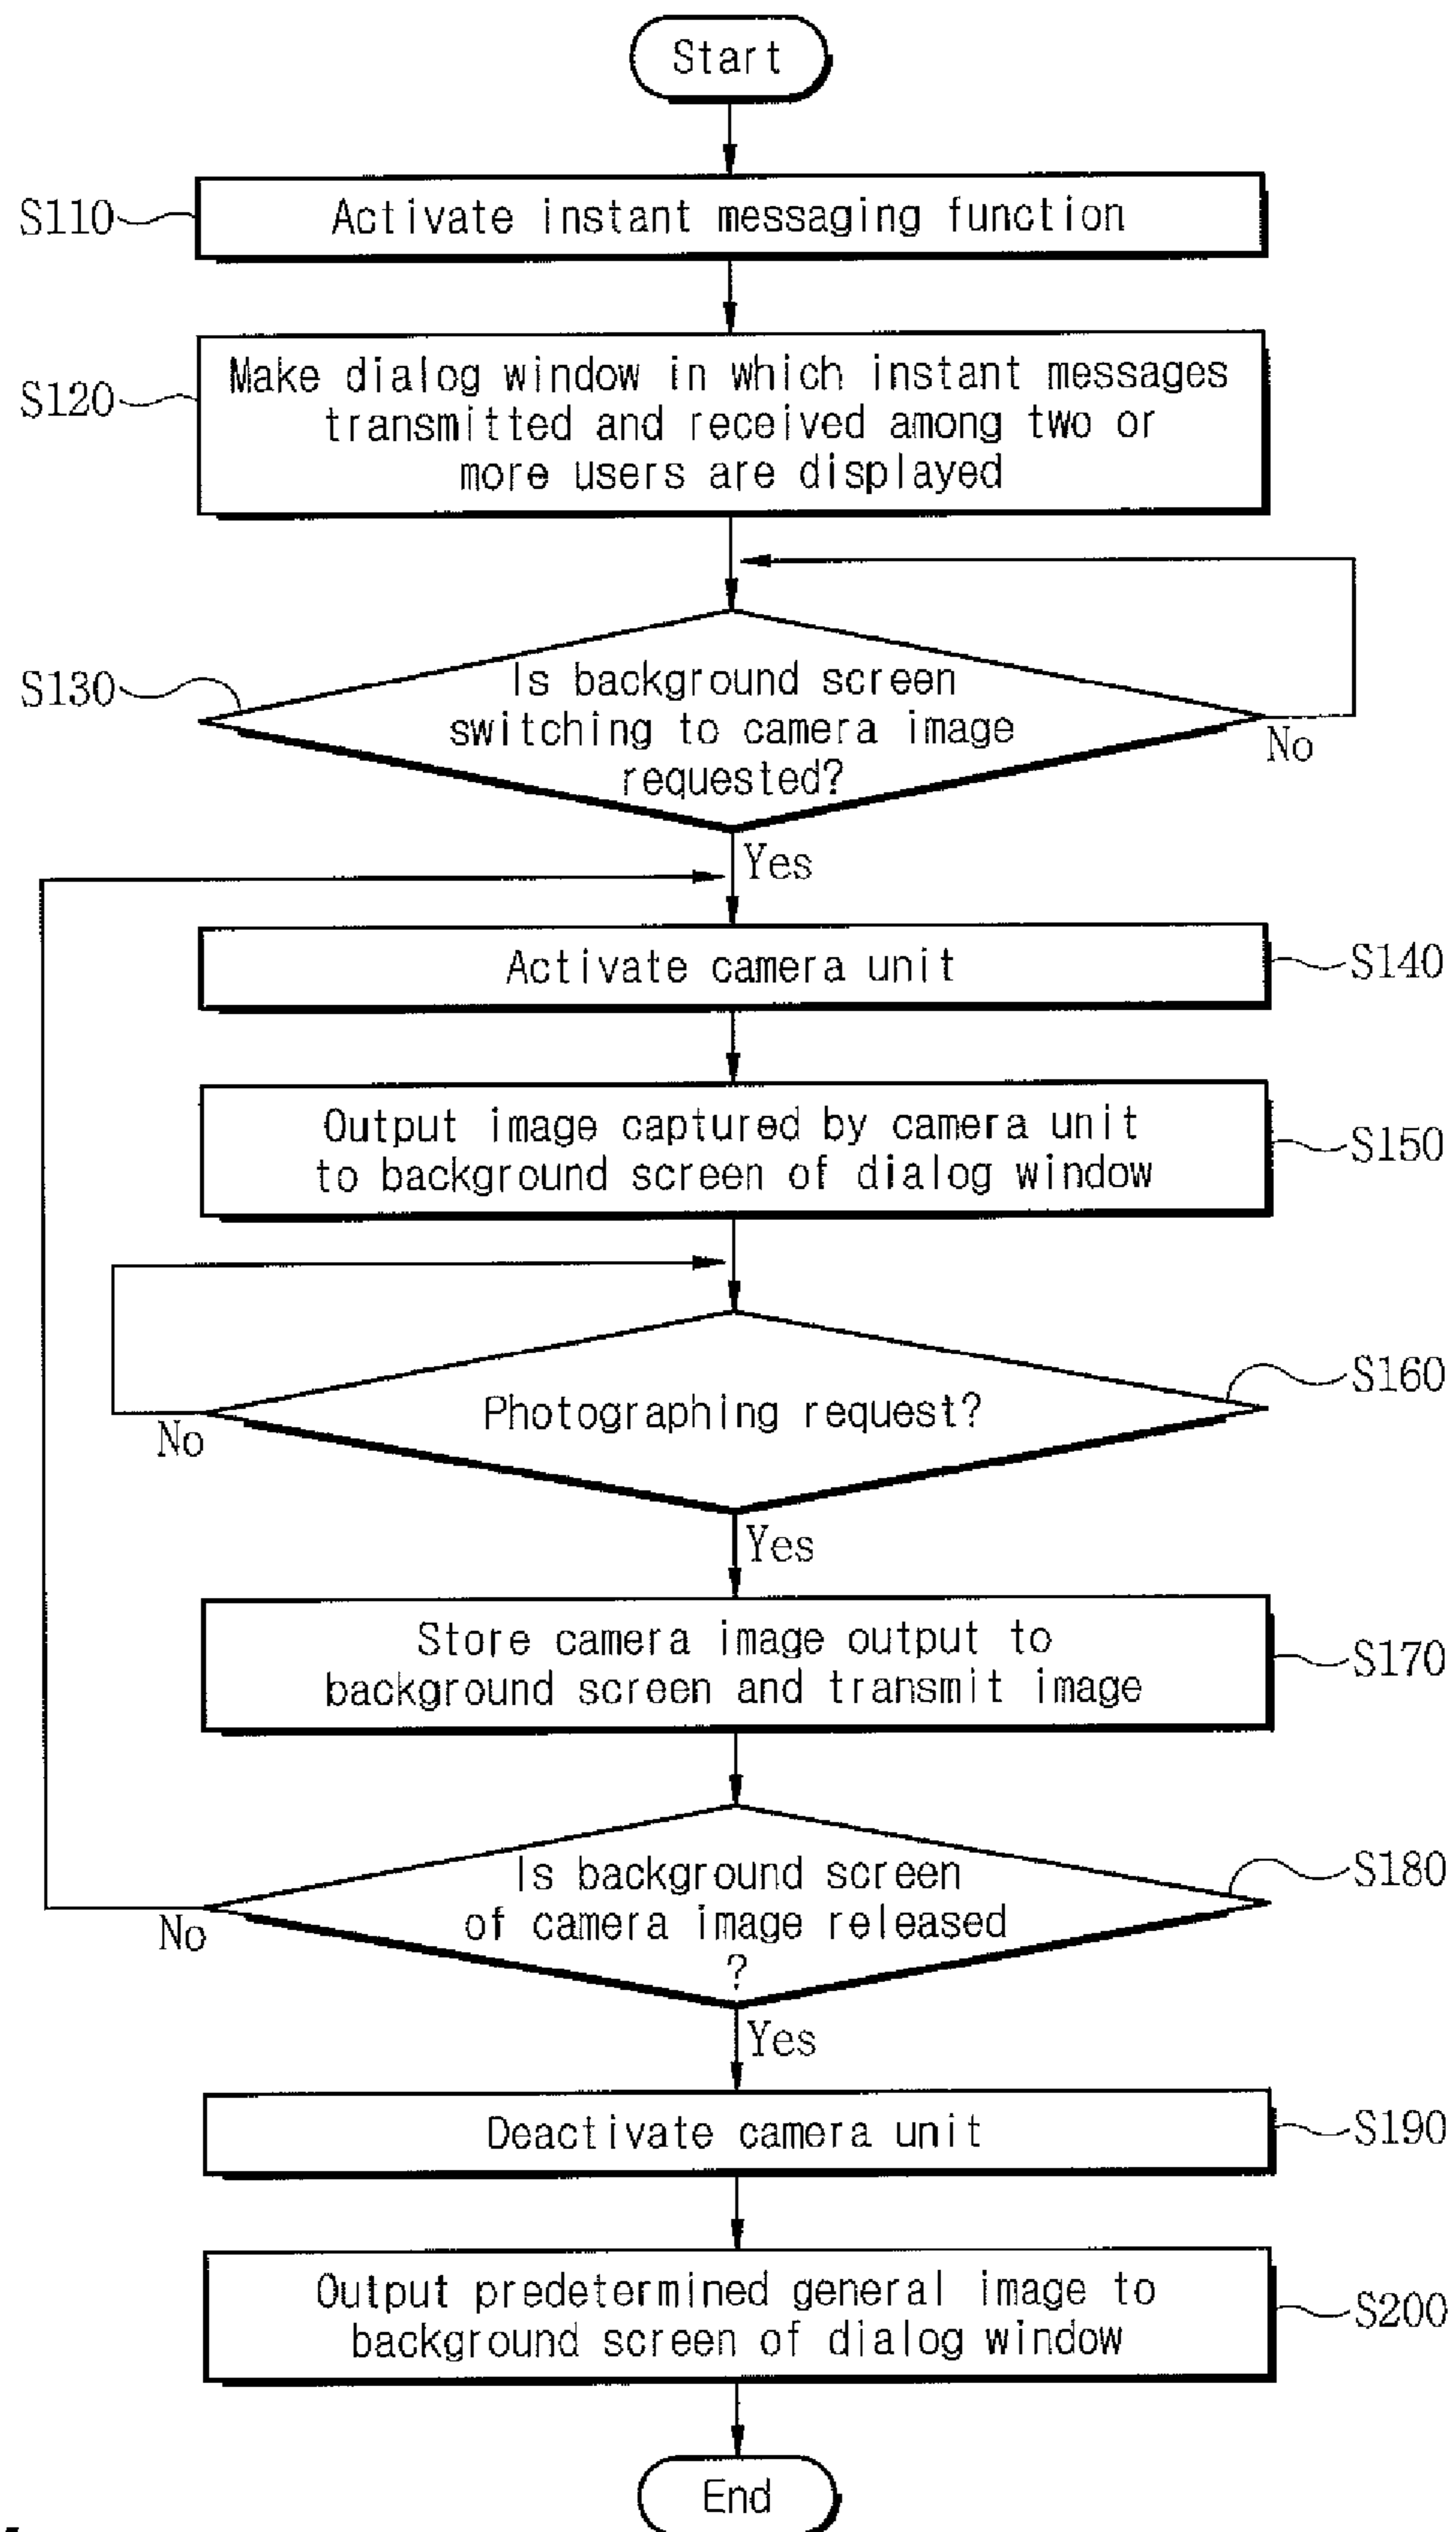 Start
S110
Activate instant messaging function
S120
Make dialog window in which instant messages
transmitted and received among two or
more users are displayed
S130
Is background screen
switching to camera image
requested?
No
Yes
Activate camera unit
S140
Output image captured by camera unit
to background screen of dialog window
S150
Photographing request?
S160
No
Yes
Store camera image output to
background screen and transmit image
S170
Is background screen
of camera image released
?
S180
No
Yes
Deactivate camera unit
S190
Output predetermined general image to
background screen of dialog window
S200
End